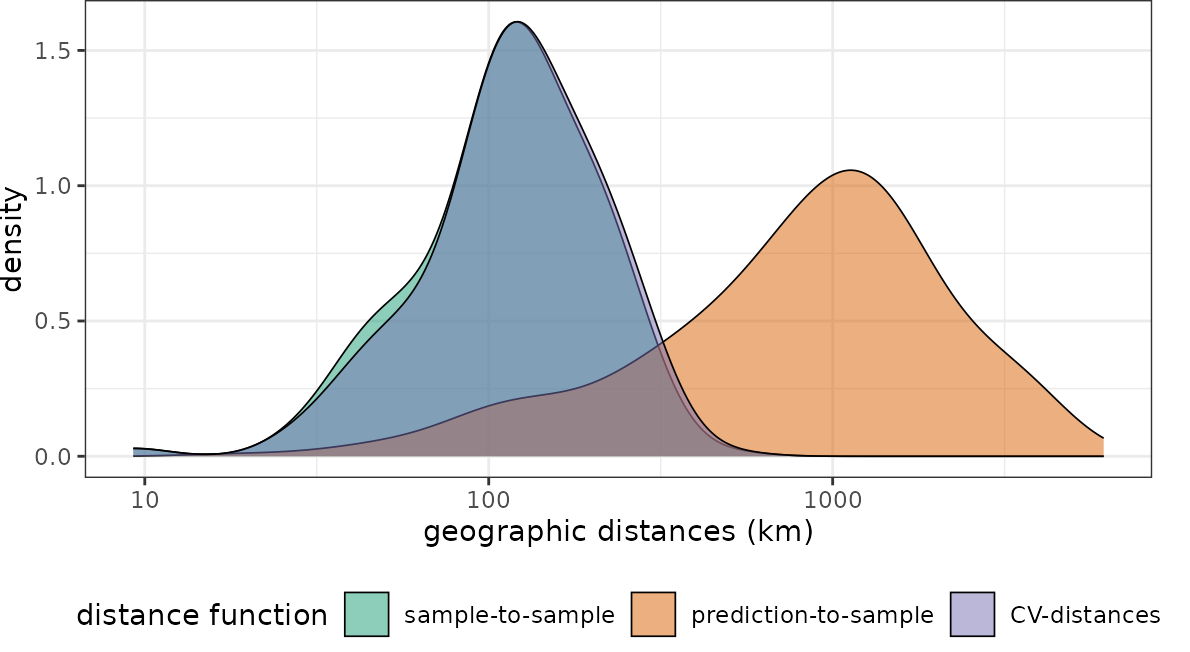 1.5
1.0
0.5
0.0
density
10 100 1000
geographic distances (km)
distance function sample-to-sample prediction-to-sample CV-distances